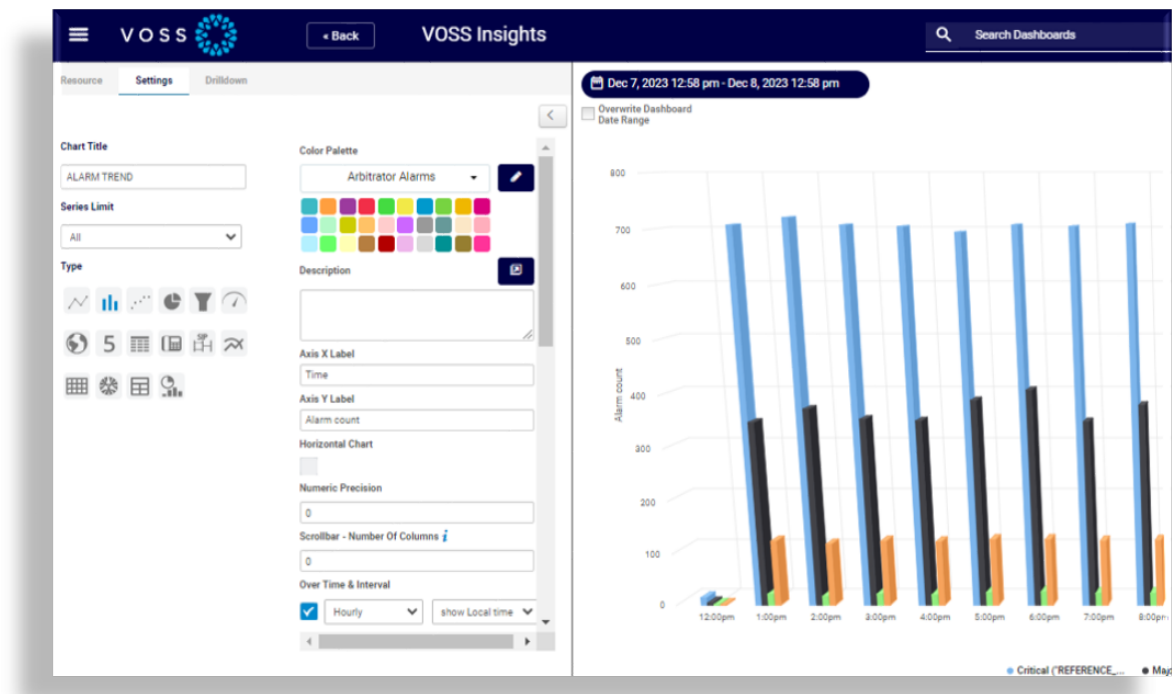 VOSS
« Back
VOSS Insights
Search Dashboards
Resource
Settings
Drilldown
Chart Title
ALARM TREND
Series Limit
All
Type
5
SIP
Color Palette
Arbitrator Alarms
Description
Axis X Label
Time
Axis Y Label
Alarm count
Horizontal Chart
Numeric Precision
0
Scrollbar - Number Of Columns i
0
Over Time & Interval
Hourly
show Local time
Dec 7, 2023 12:58 pm - Dec 8, 2023 12:58 pm
Overwrite Dashboard
Date Range
800
700
600
500
400
300
200
100
0
Alarm count
12:00pm 1:00pm 2:00pm 3:00pm 4:00pm 5:00pm 6:00pm 7:00pm 8:00pm
Critical ("REFERENCE_... Majo